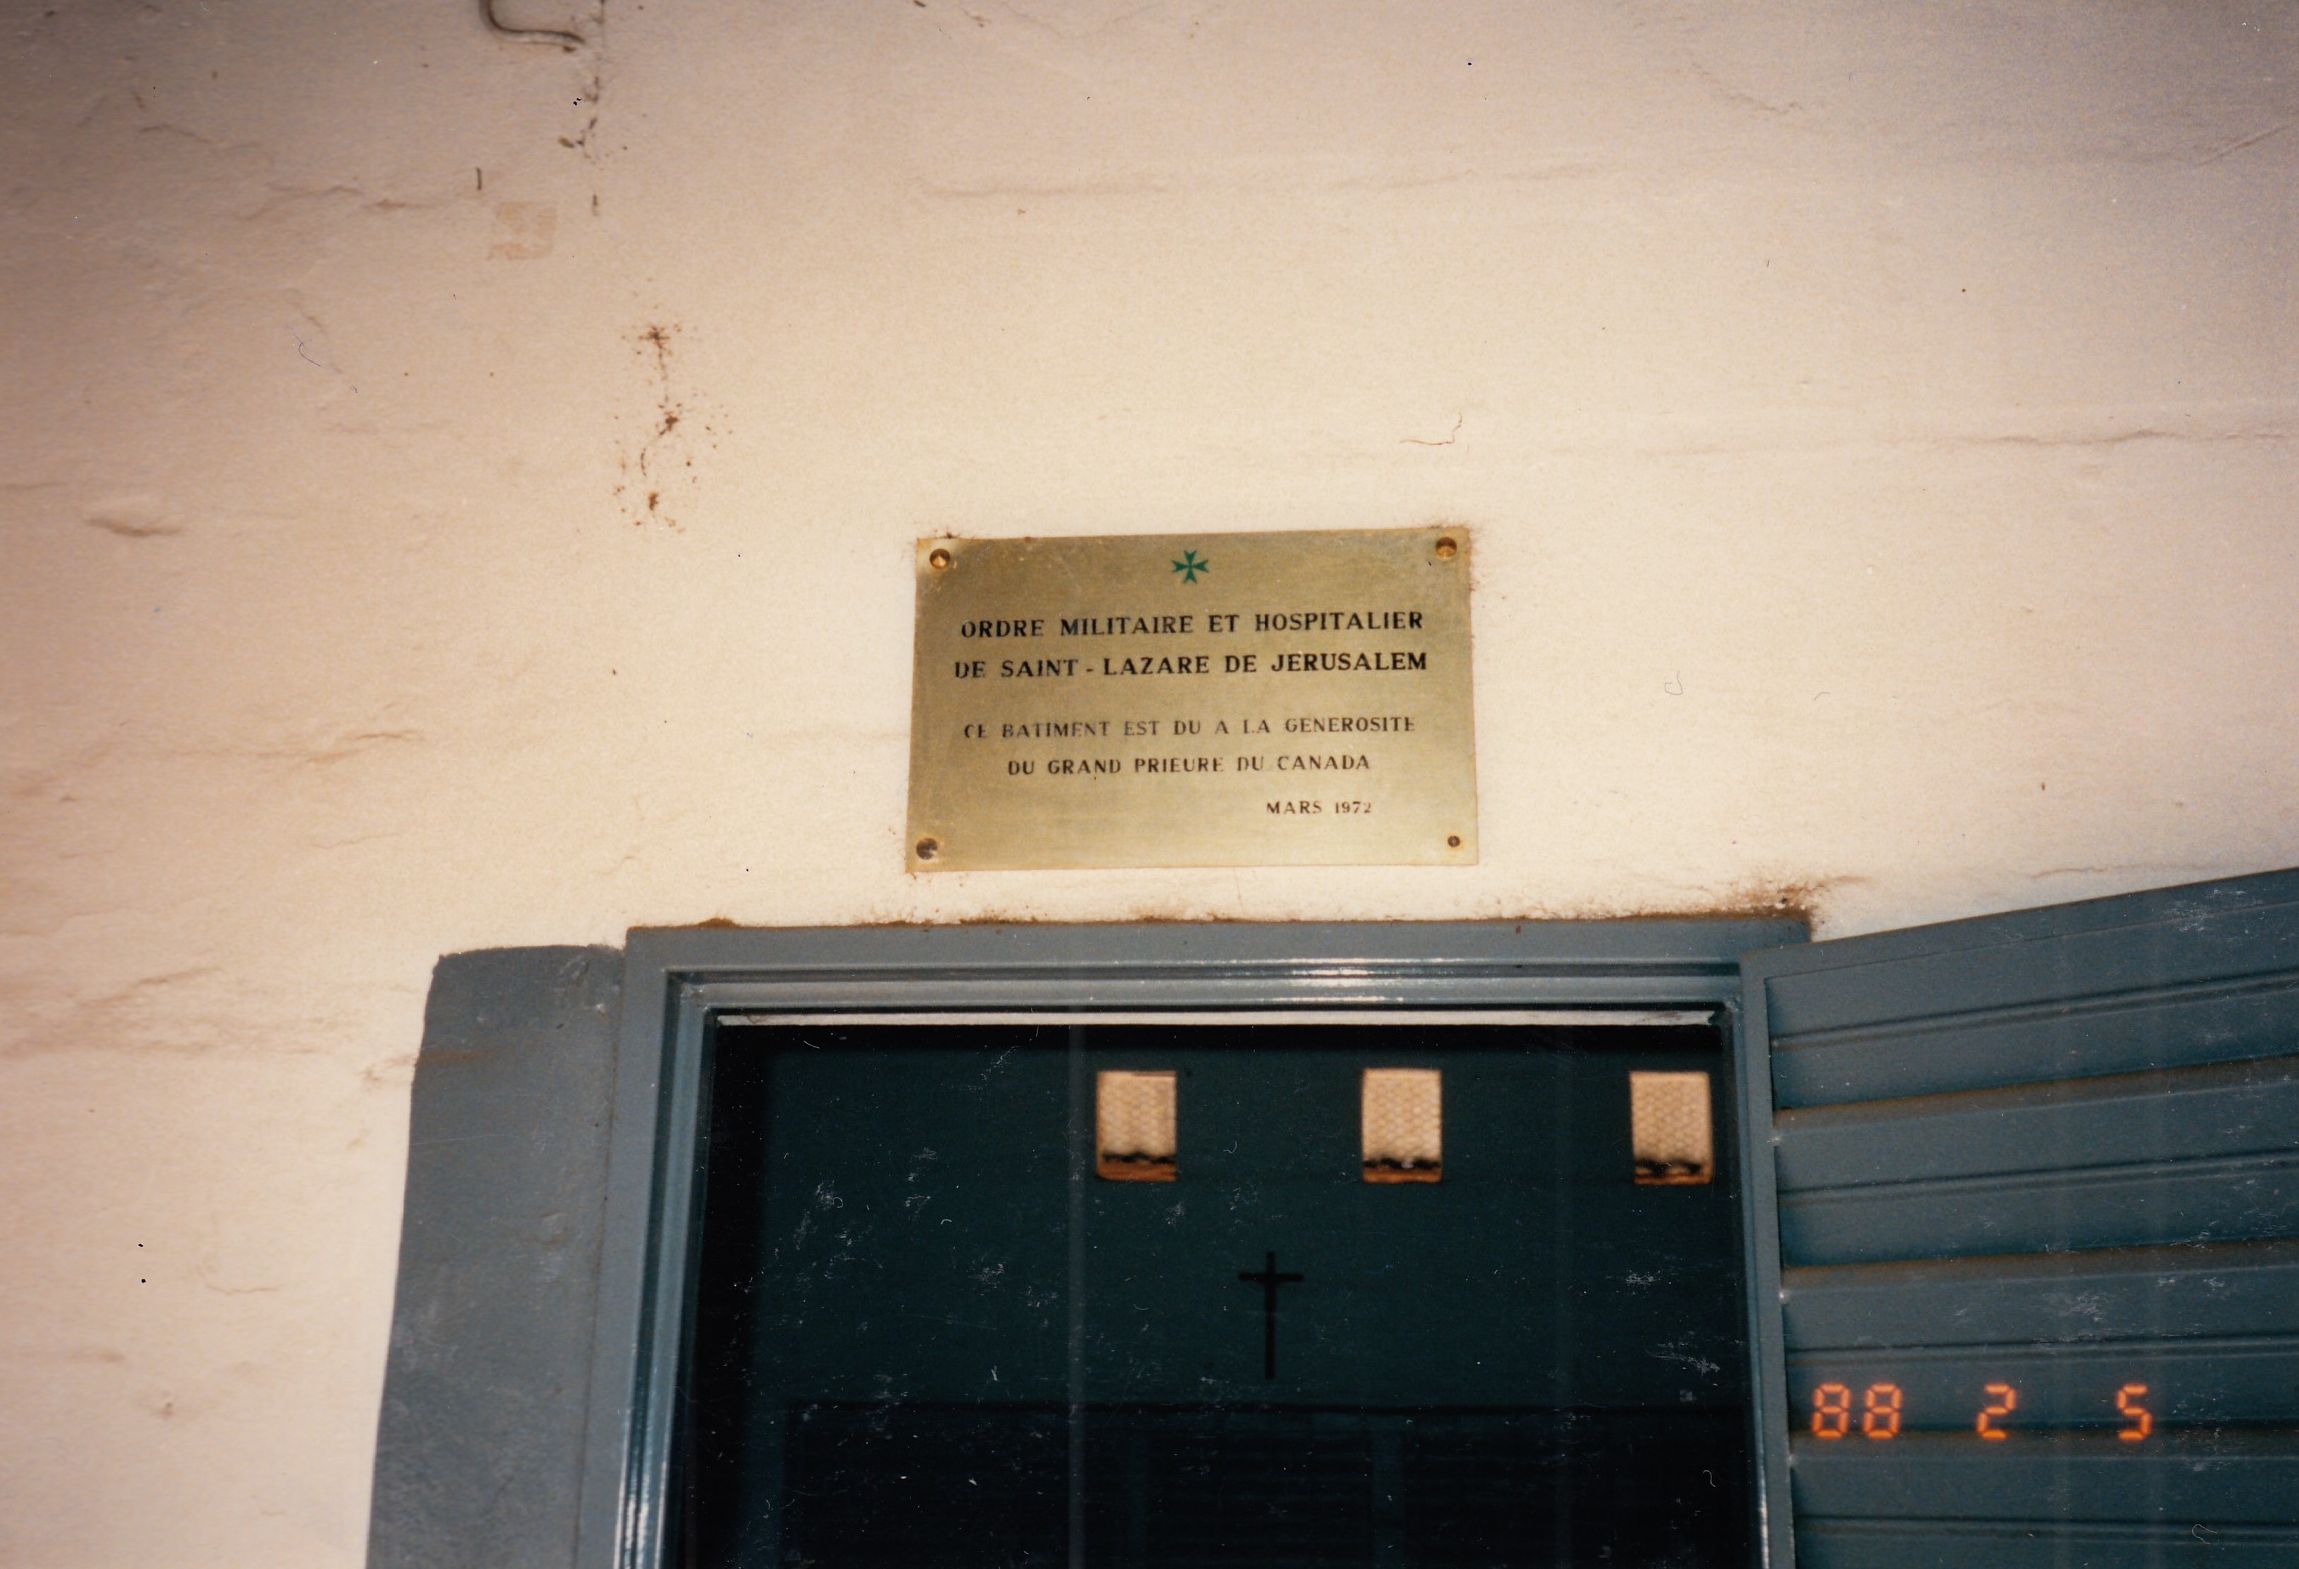 ORDRE MILITAIRE ET HOSPITALIER
DE SAINT - LAZARE DE JERUSALEM
CE BATIMENT EST DU A LA GENEROSITE
DU GRAND PRIEURE DU CANADA
MARS 1972
88 2 5